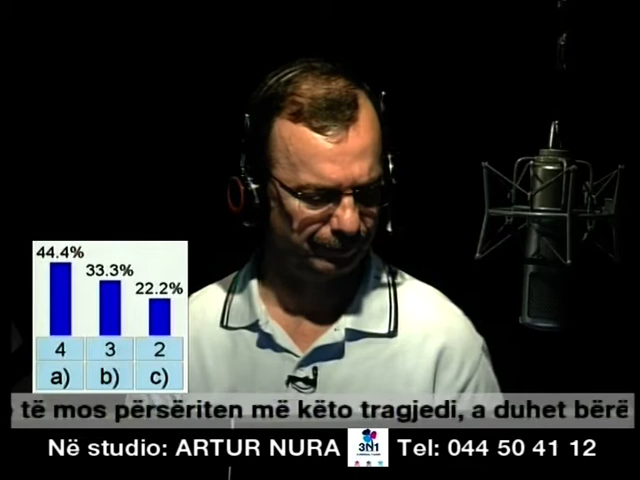 44.4%
33.3%
22.2%
4 3 2
a) b) c)
të mos përsëriten më këto tragjedi, a duhet bërë
Në studio: ARTUR NURA 3N1 Tel: 044 50 41 12